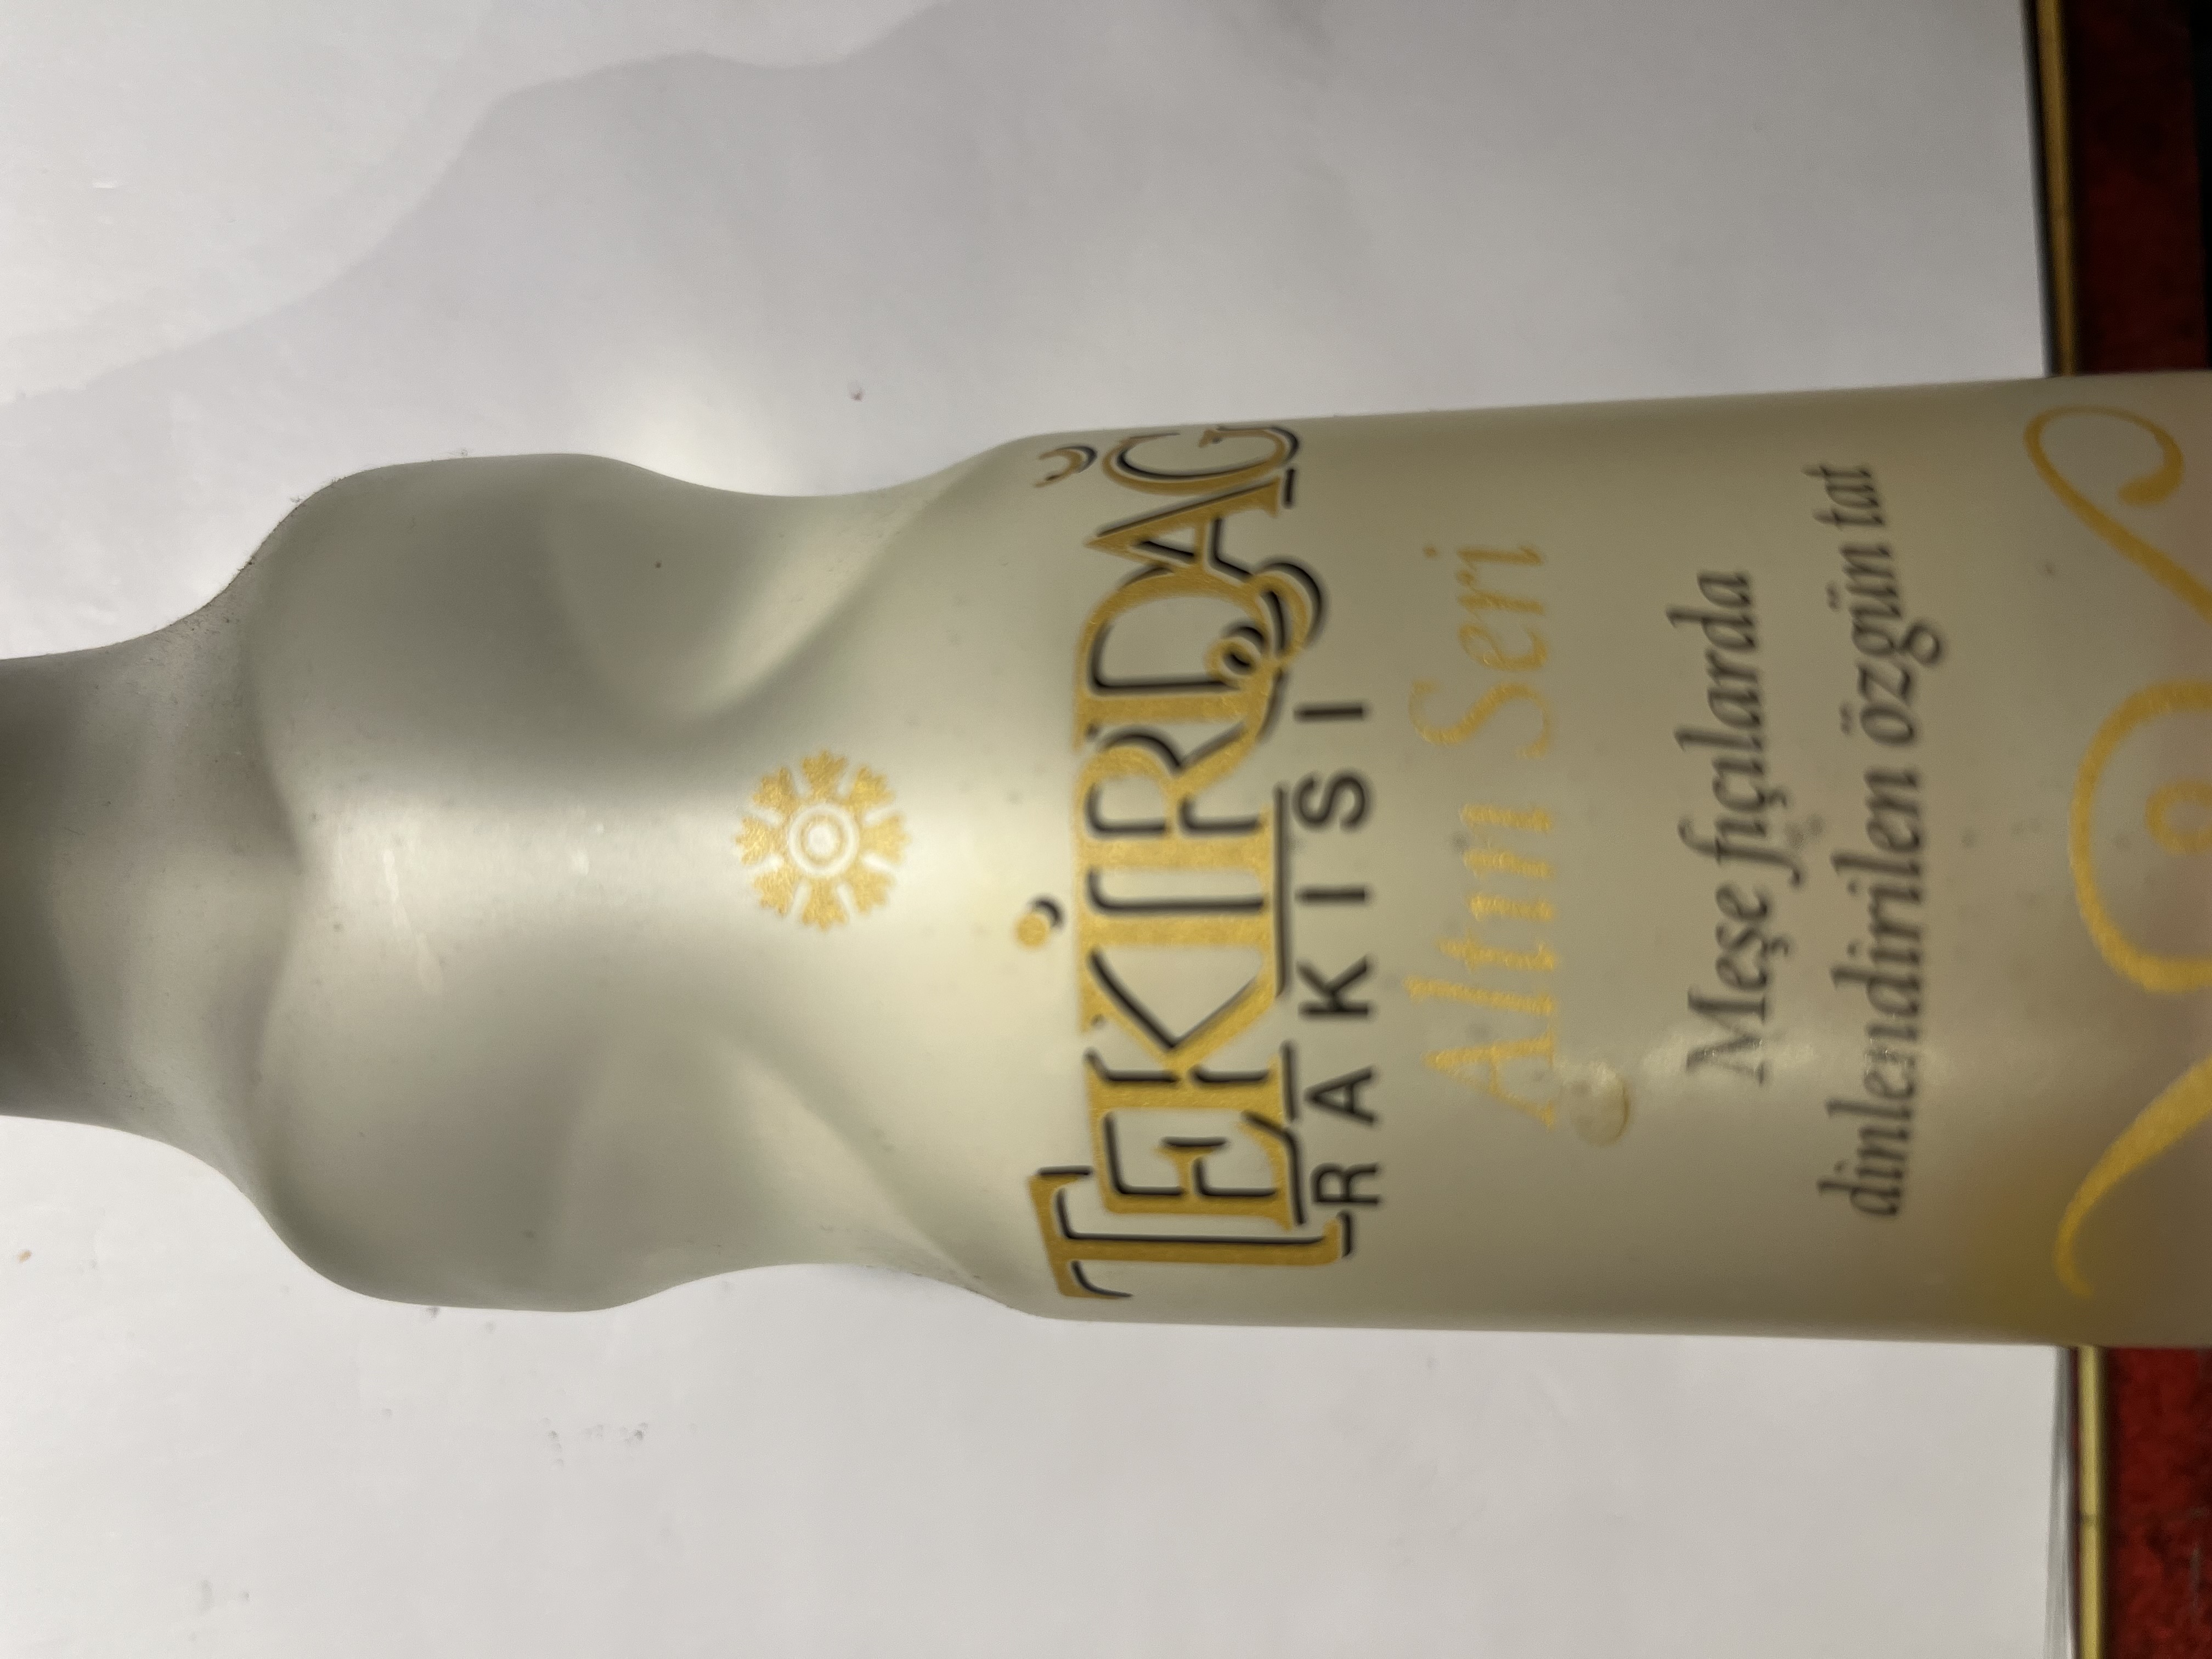 TEKİRDAĞ
RAKISI
Altın Seri
Meşe fıçılarda
dinlendirilen özgün tat